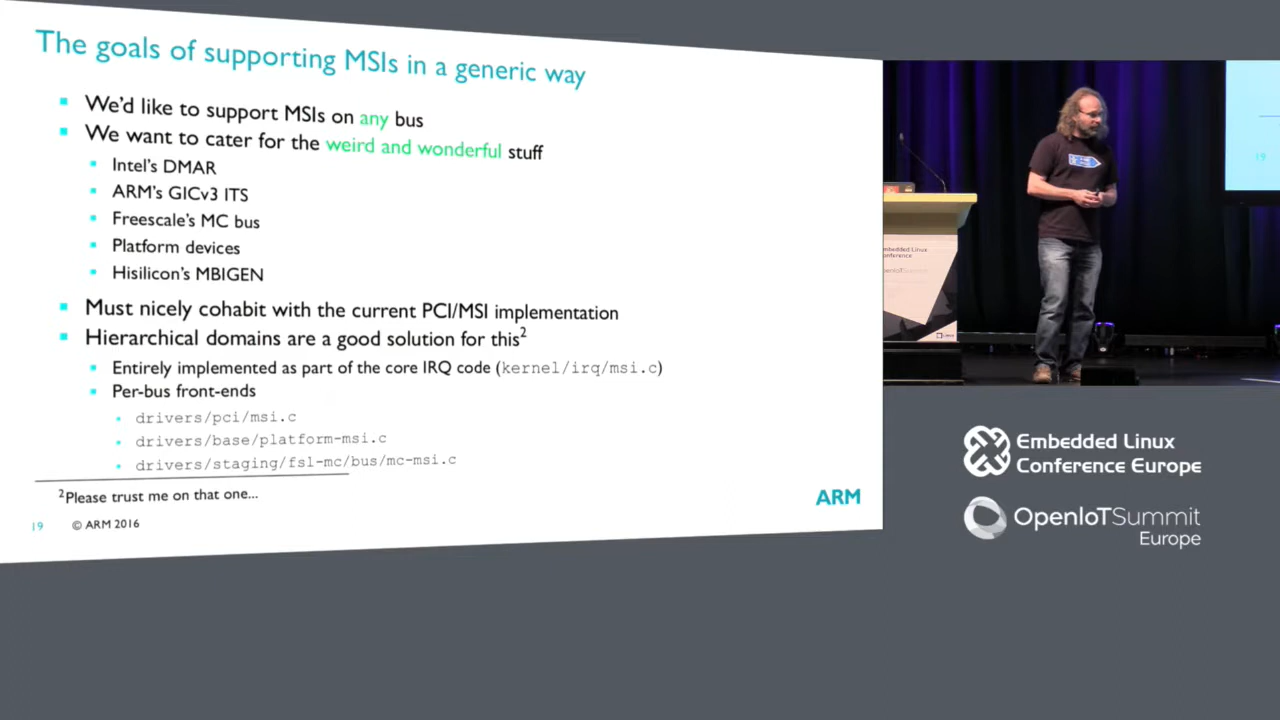 The goals of supporting MSIs in a generic way
We'd like to support MSIs on any bus
We want to cater for the weird and wonderful stuff
Intel's DMAR
ARM's GICv3 ITS
Freescale's MC bus
Platform devices
Hisilicon's MBIGEN
Must nicely cohabit with the current PCI/MSI implementation
Hierarchical domains are a good solution for this2
Entirely implemented as part of the core IRQ code (kernel/irq/msi.c)
Per-bus front-ends
drivers/pci/msi.c
drivers/base/platform-msi.c
drivers/staging/fsl-mc/bus/mc-msi.c
2Please trust me on that one...
ARM
19 © ARM 2016
19
Embedded Linux
Conference Europe
OpenIoTSummit
Europe